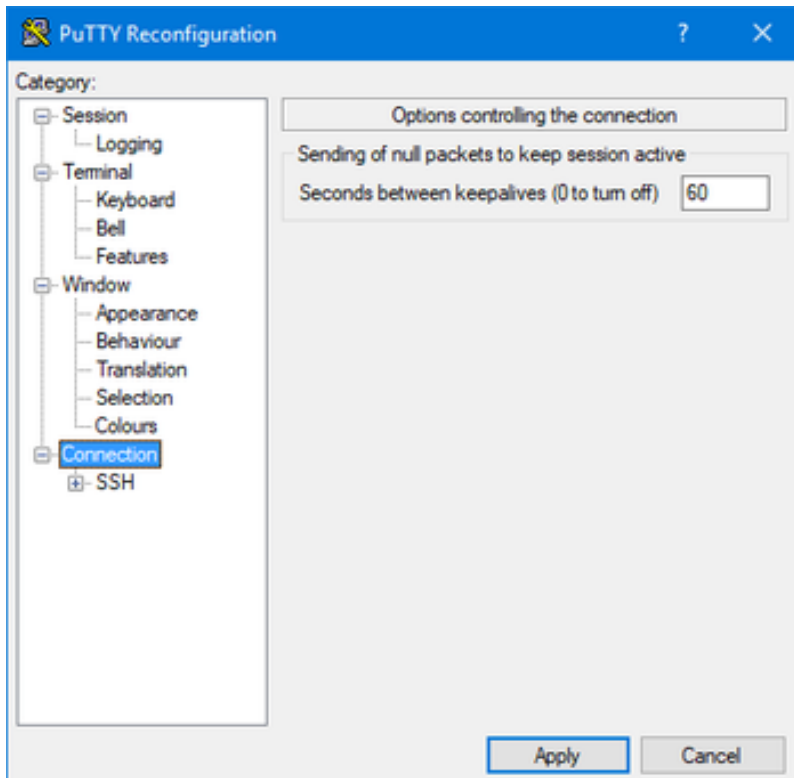 PuTTY Reconfiguration
?
Category:
Session
Logging
Terminal
Keyboard
Bell
Features
Window
Appearance
Behaviour
Translation
Selection
Colours
Connection
SSH
Options controlling the connection
Sending of null packets to keep session active
Seconds between keepalives (0 to turn off) 60
Apply Cancel